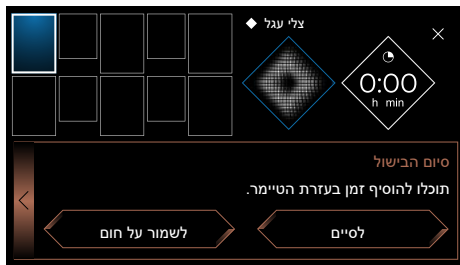 צלי עגל
0:00
h min
סיום הבישול
תוכלו להוסיף זמן בעזרת הטיימר.
לסיים
לשמור על חום